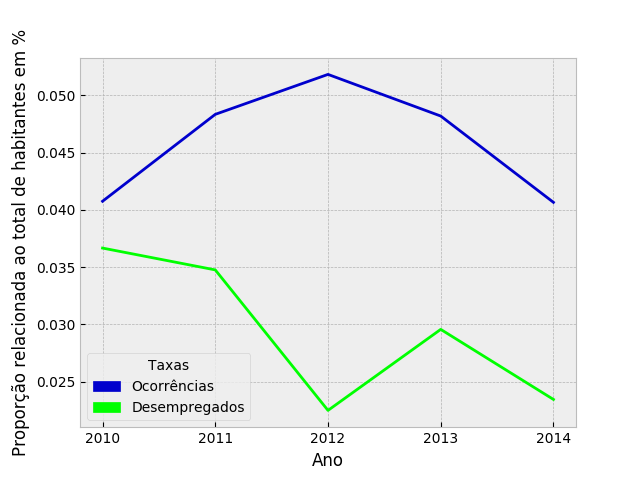 Proporção relacionada ao total de habitantes em %
0.050
0.045
0.040
0.035
0.030
0.025
Taxas
Ocorrências
Desempregados
2010
2011
2012
2013
2014
Ano